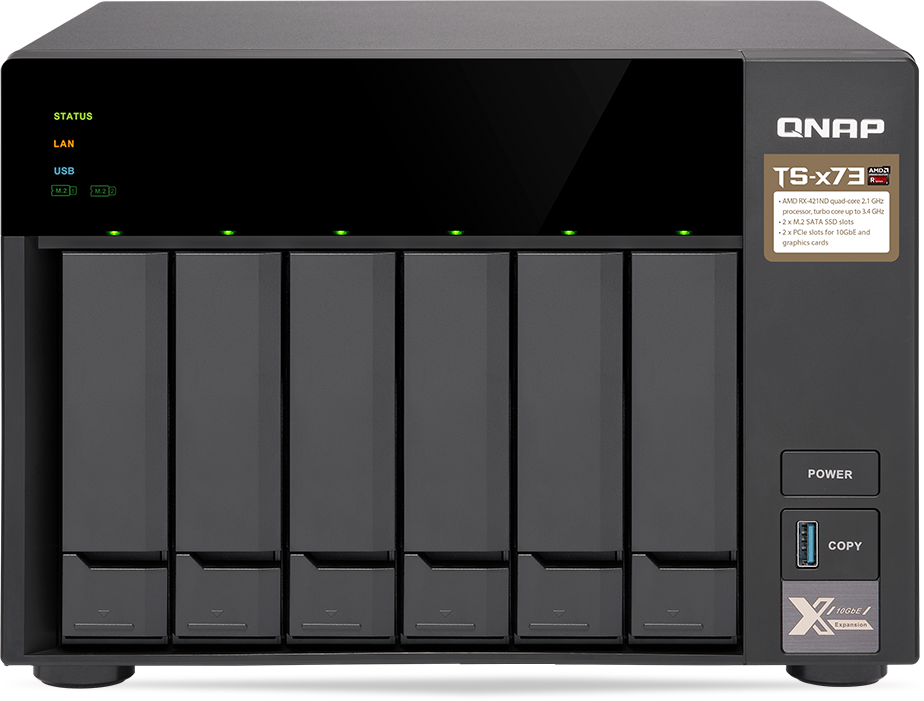 STATUS
LAN
USB
M.2 1 M.2 2
QNAP
TS-x73 AMD R
• AMD RX-421ND quad-core 2.1 GHz
processor, turbo core up to 3.4 GHz
• 2 x M.2 SATA SSD slots
• 2 x PCIe slots for 10GbE and
graphics cards
POWER
COPY
X 10GbE
Expansion